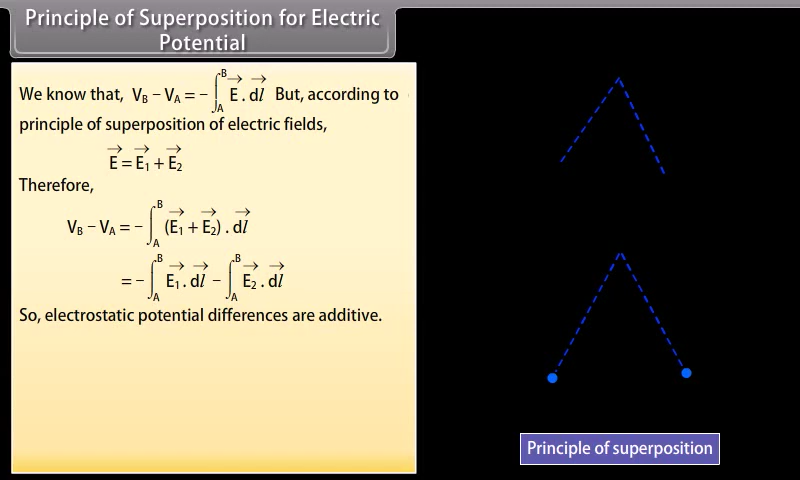 Principle of Superposition for Electric
Potential
We know that, V_B − V_A = − ∫_A^B E⃗ . dl⃗ But, according to
principle of superposition of electric fields,
E⃗ = E⃗₁ + E⃗₂
Therefore,
V_B − V_A = − ∫_A^B (E⃗₁ + E⃗₂) . dl⃗
= − ∫_A^B E⃗₁ . dl⃗ − ∫_A^B E⃗₂ . dl⃗
So, electrostatic potential differences are additive.
Principle of superposition